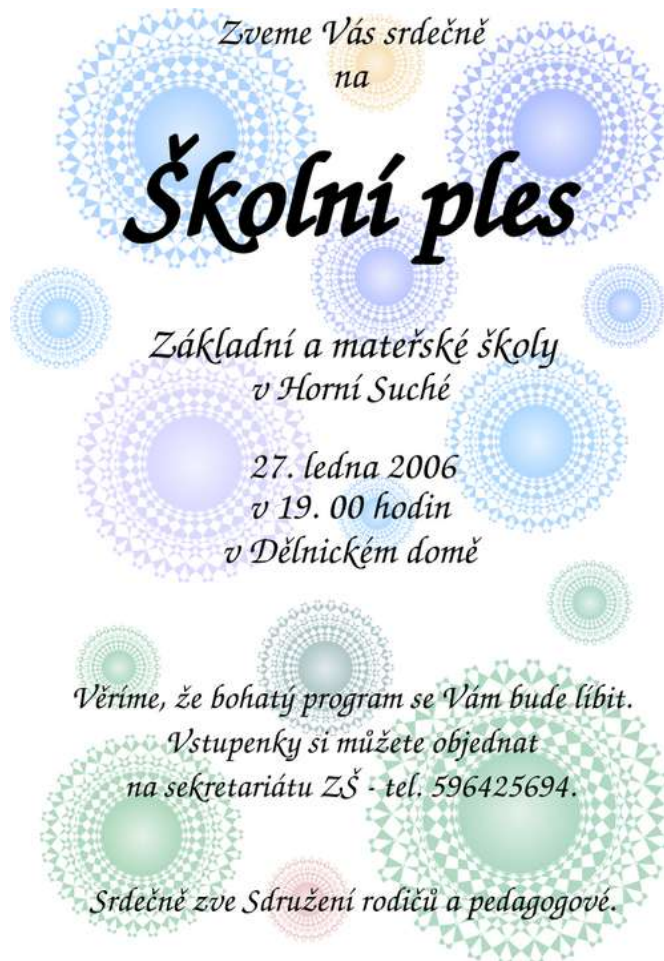 Zveme Vás srdečně
na
Školní ples
Základní a mateřské školy
v Horní Suché
27. ledna 2006
v 19. 00 hodin
v Dělnickém domě
Věríme, že bohatý program se Vám bude líbit.
Vstupenky si můžete objednat
na sekretariátu ZŠ - tel. 596425694.
Srdečně zve Sdružení rodičů a pedagogové.